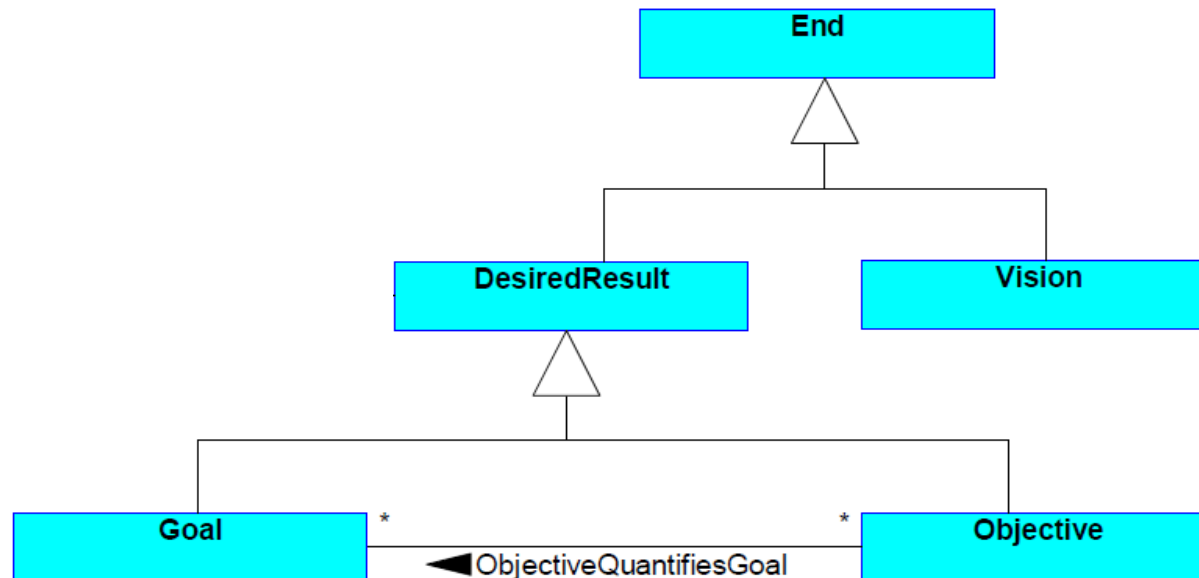 End
DesiredResult
Vision
Goal
*
*
Objective
ObjectiveQuantifiesGoal